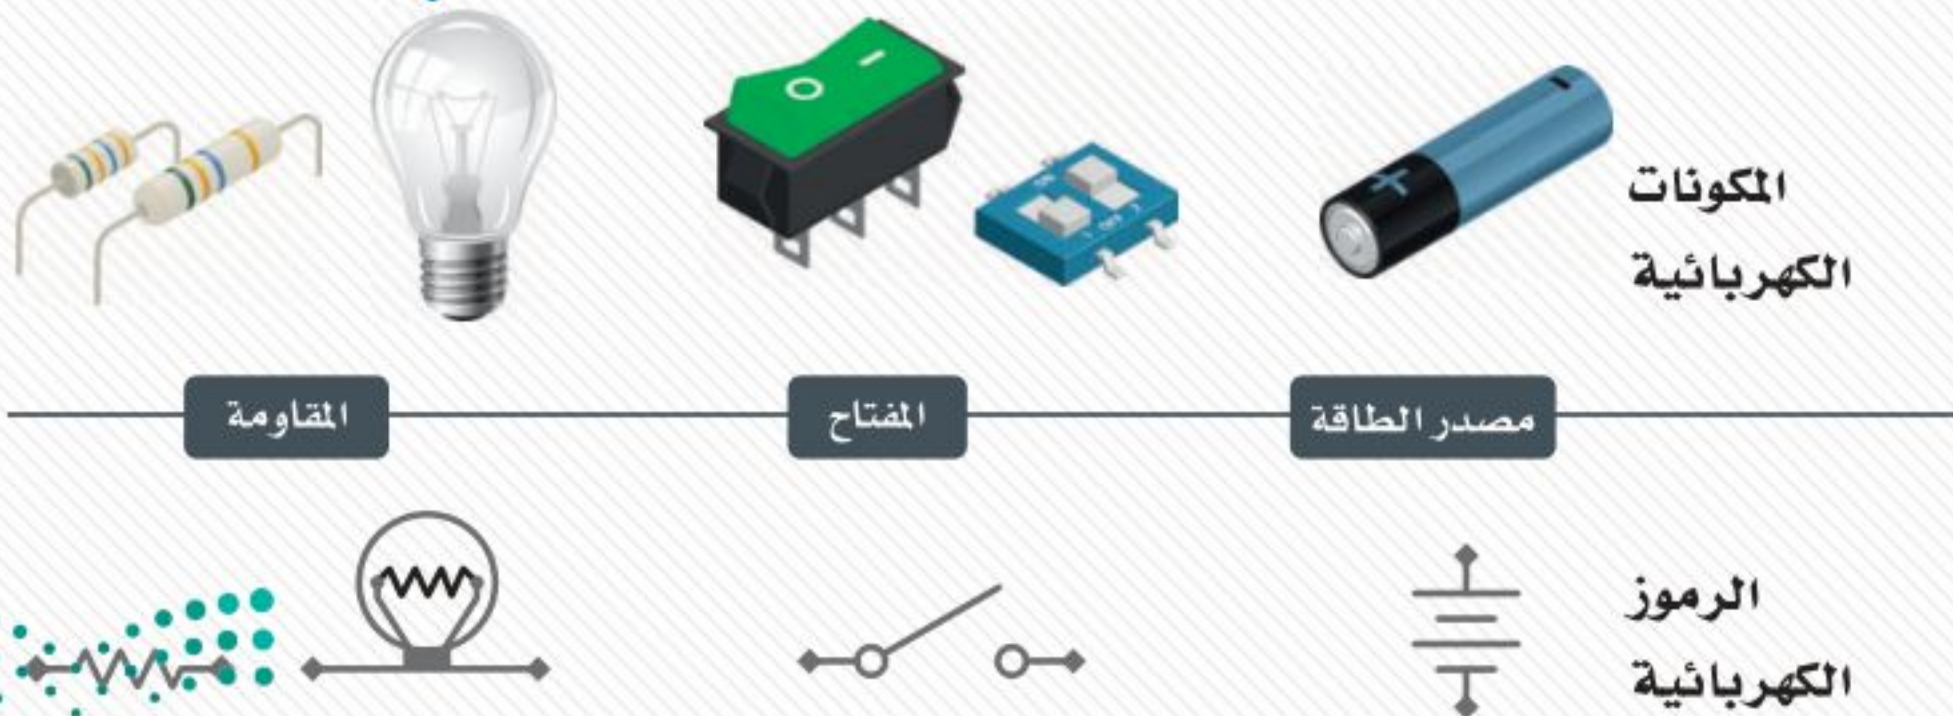 المكونات
الكهربائية
مصدر الطاقة
المفتاح
المقاومة
الرموز
الكهربائية